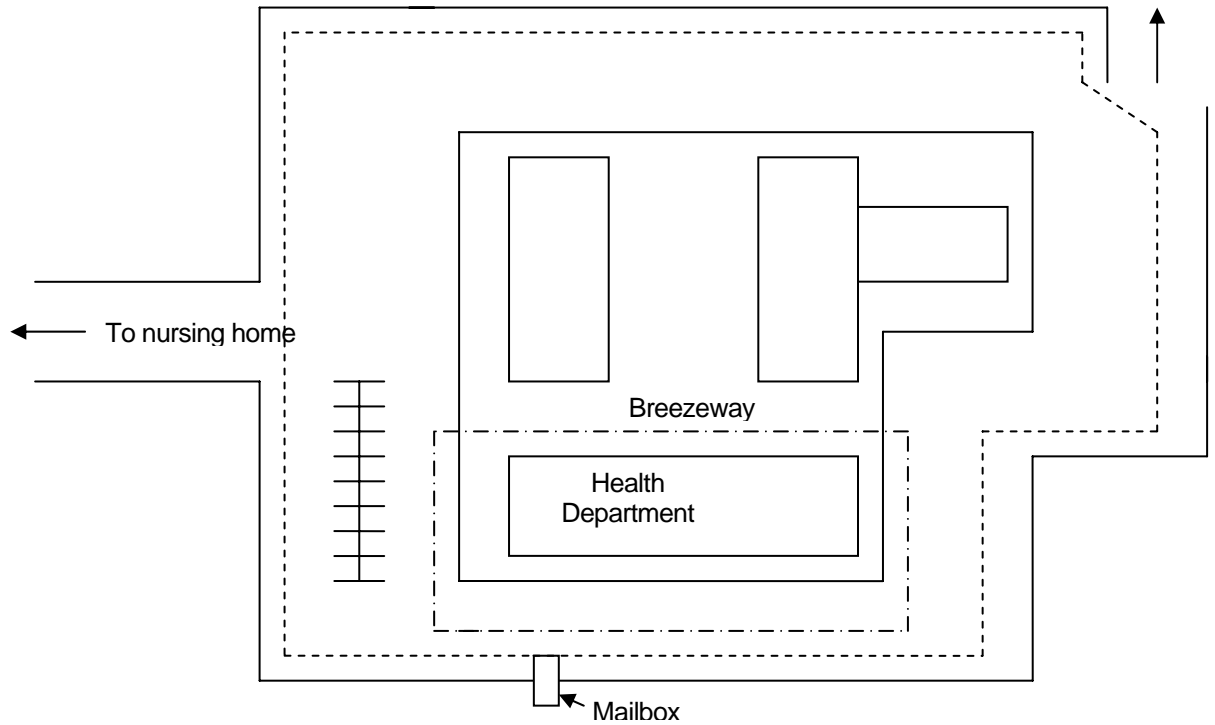 To nursing home
Breezeway
Health
Department
Mailbox